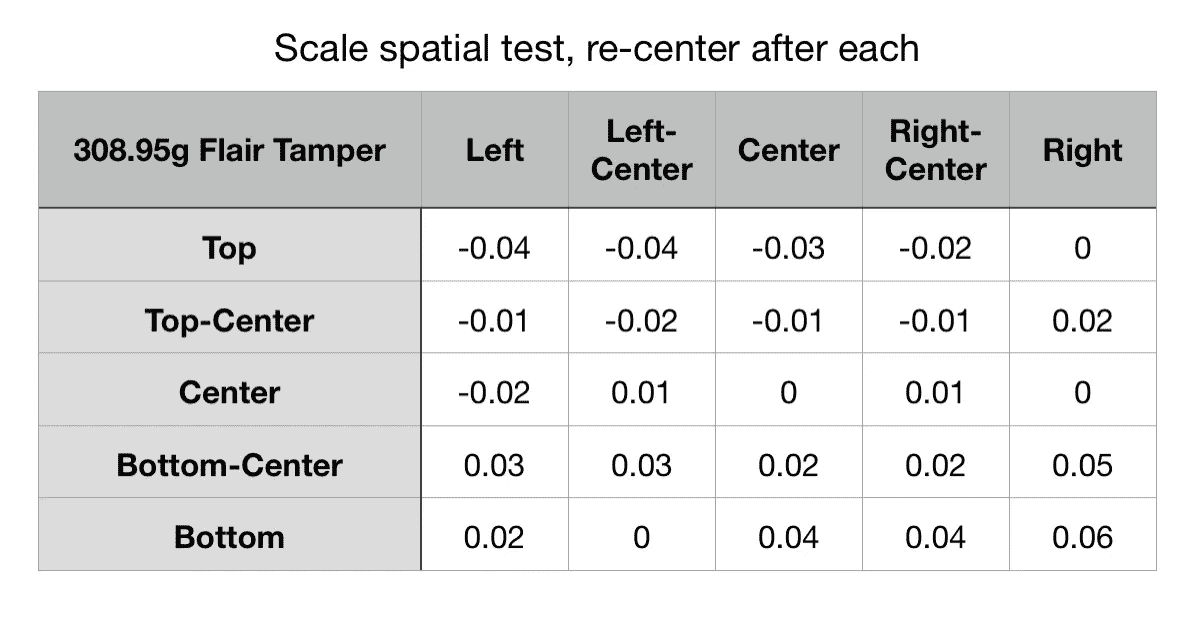 Scale spatial test, re-center after each
308.95g Flair Tamper Left Left-Center Center Right-Center Right
Top -0.04 -0.04 -0.03 -0.02 0
Top-Center -0.01 -0.02 -0.01 -0.01 0.02
Center -0.02 0.01 0 0.01 0
Bottom-Center 0.03 0.03 0.02 0.02 0.05
Bottom 0.02 0 0.04 0.04 0.06